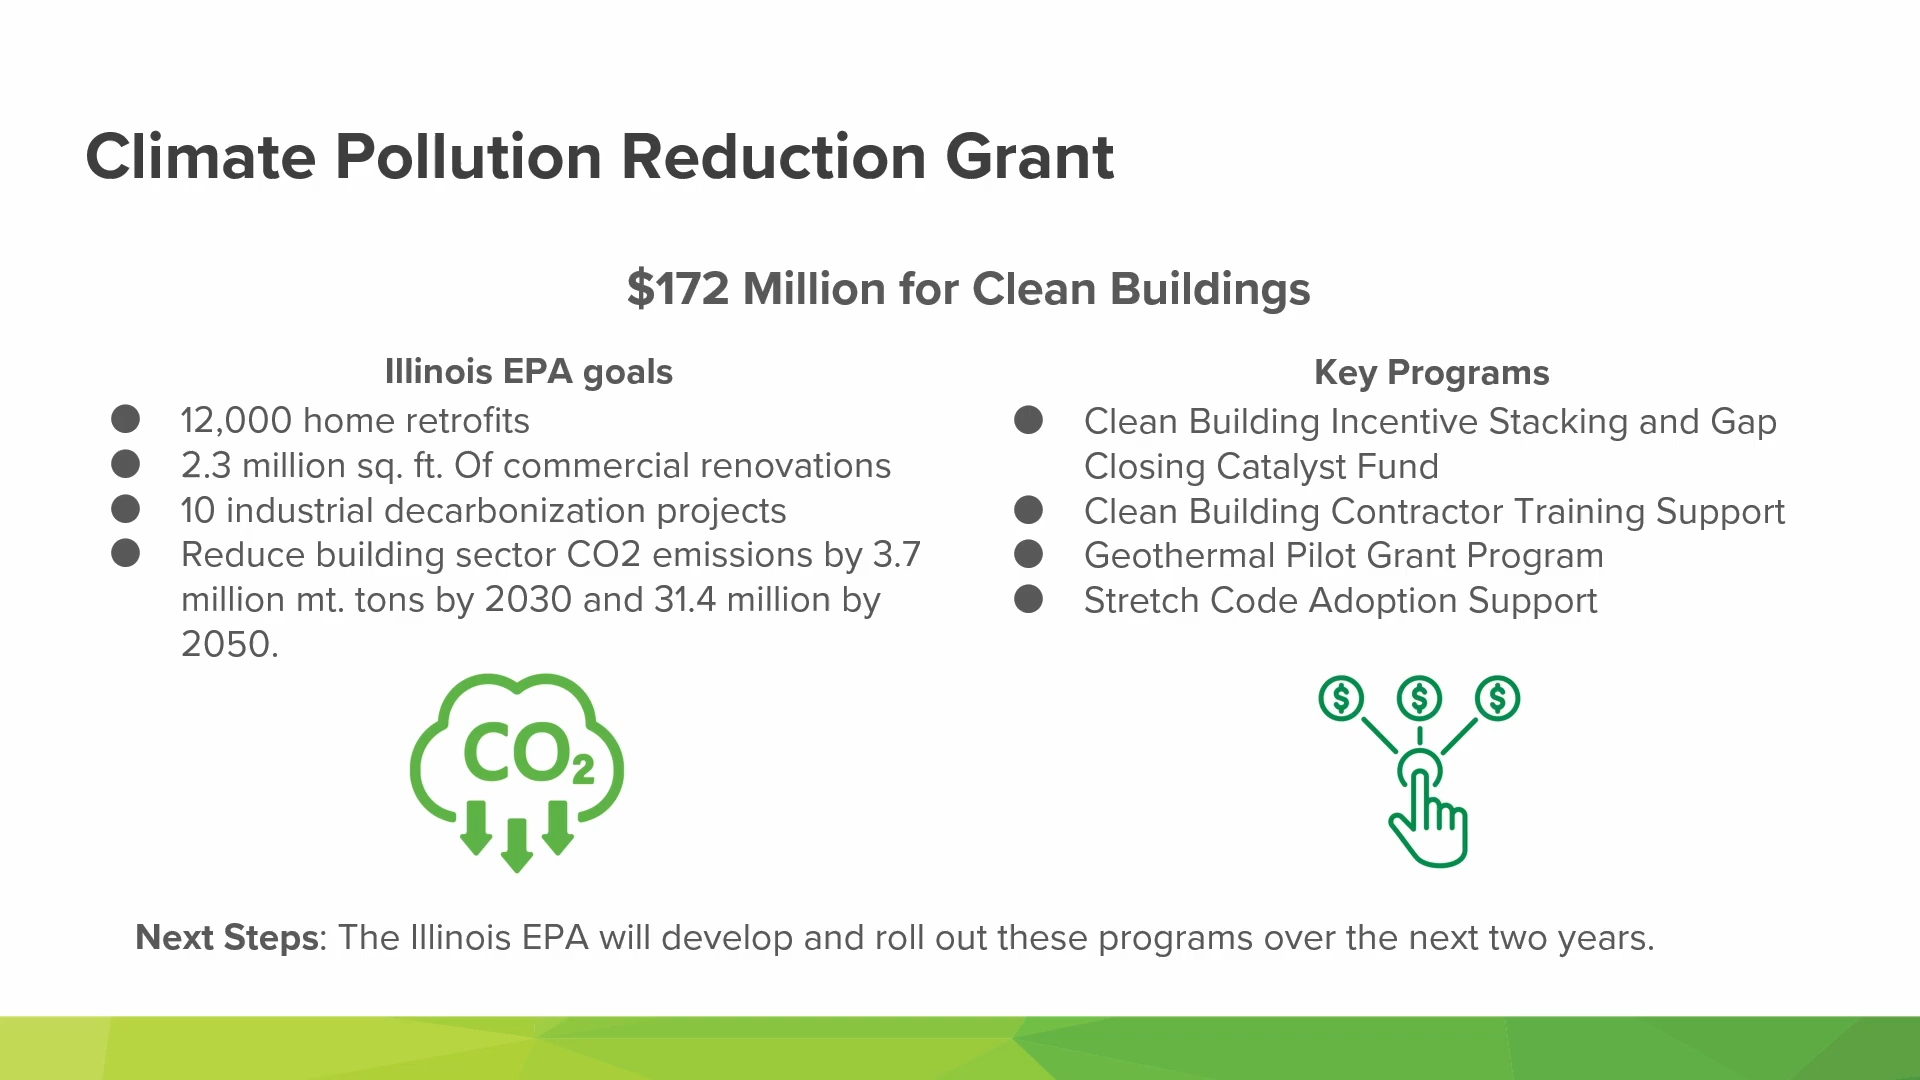 Climate Pollution Reduction Grant
$172 Million for Clean Buildings
Illinois EPA goals
● 12,000 home retrofits
● 2.3 million sq. ft. Of commercial renovations
● 10 industrial decarbonization projects
● Reduce building sector CO2 emissions by 3.7
million mt. tons by 2030 and 31.4 million by
2050.
CO₂
Key Programs
● Clean Building Incentive Stacking and Gap
Closing Catalyst Fund
● Clean Building Contractor Training Support
● Geothermal Pilot Grant Program
● Stretch Code Adoption Support
$ $ $
Next Steps: The Illinois EPA will develop and roll out these programs over the next two years.